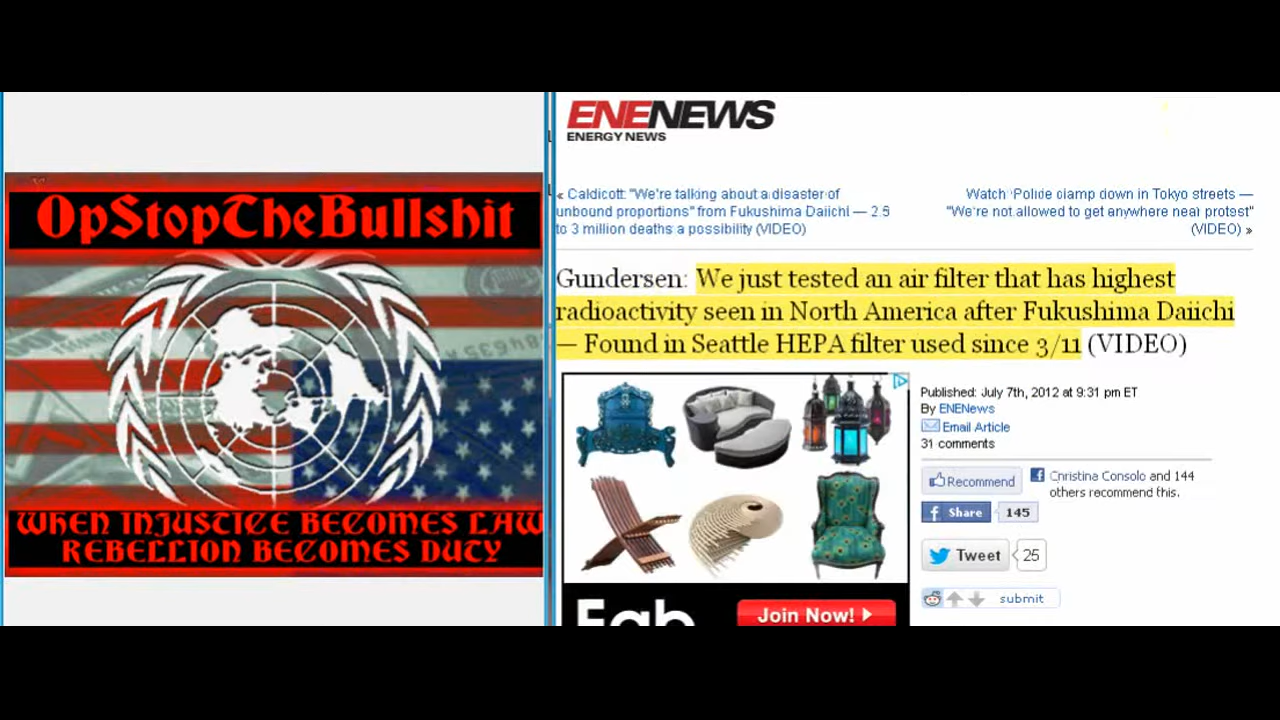 OpStopTheBullshit
WHEN INJUSTICE BECOMES LAW
REBELLION BECOMES DUTY
ENENEWS
ENERGY NEWS
« Caldicott: "We're talking about a disaster of
unbound proportions" from Fukushima Daiichi — 2.5
to 3 million deaths a possibility (VIDEO)
Watch 'Police clamp down in Tokyo streets —
"We're not allowed to get anywhere near protest"
(VIDEO) »
Gundersen: We just tested an air filter that has highest
radioactivity seen in North America after Fukushima Daiichi
— Found in Seattle HEPA filter used since 3/11 (VIDEO)
Published: July 7th, 2012 at 9:31 pm ET
By ENENews
Email Article
31 comments
Recommend
Christina Consolo and 144
others recommend this.
Share 145
Tweet 25
submit
Fab
Join Now!